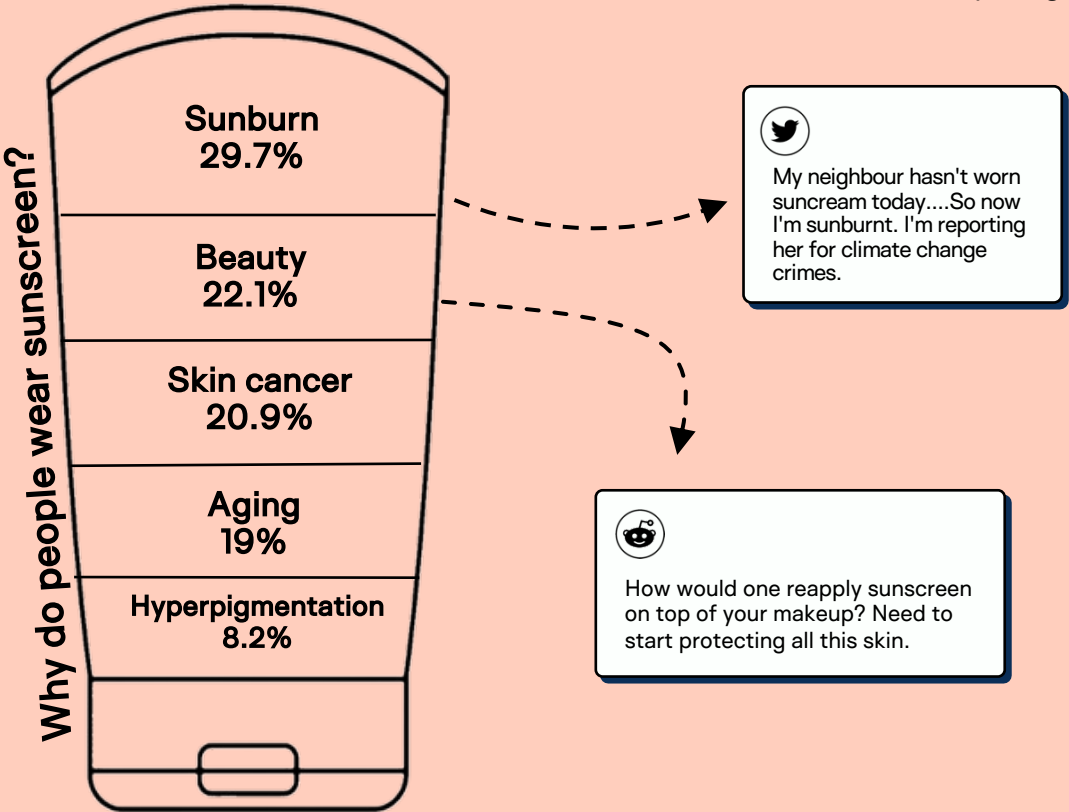 Why do people wear sunscreen?
Sunburn
29.7%
Beauty
22.1%
Skin cancer
20.9%
Aging
19%
Hyperpigmentation
8.2%
My neighbour hasn't worn
suncream today....So now
I'm sunburnt. I'm reporting
her for climate change
crimes.
How would one reapply sunscreen
on top of your makeup? Need to
start protecting all this skin.